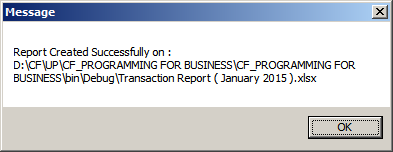 Message
Report Created Successfully on :
D:\CF\UP\CF_PROGRAMMING FOR BUSINESS\CF_PROGRAMMING FOR
BUSINESS\bin\Debug\Transaction Report ( January 2015 ).xlsx
OK